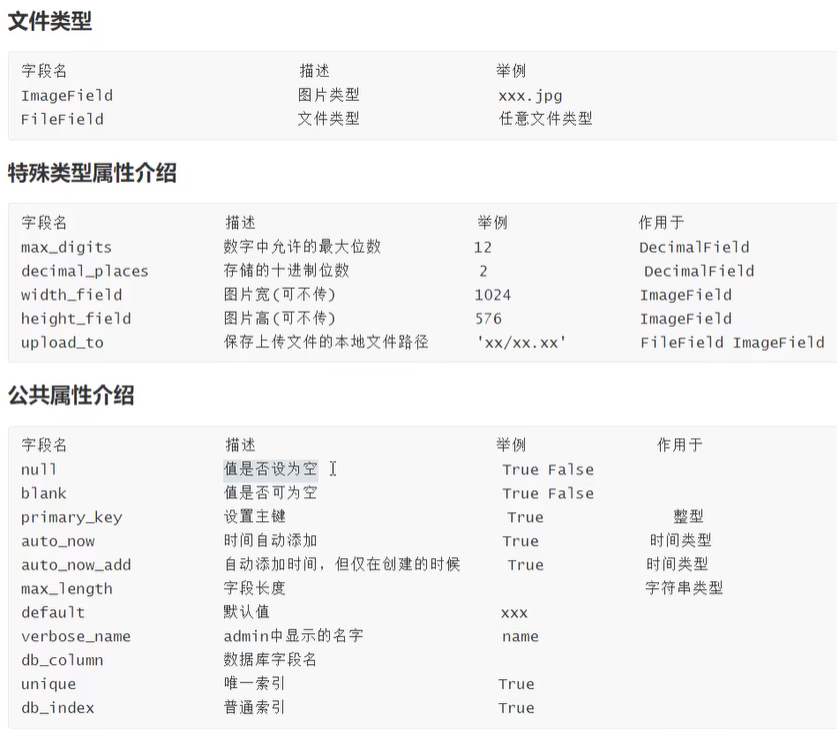 文件类型
字段名 描述 举例
ImageField 图片类型 xxx.jpg
FileField 文件类型 任意文件类型
特殊类型属性介绍
字段名 描述 举例 作用于
max_digits 数字中允许的最大位数 12 DecimalField
decimal_places 存储的十进制位数 2 DecimalField
width_field 图片宽(可不传) 1024 ImageField
height_field 图片高(可不传) 576 ImageField
upload_to 保存上传文件的本地文件路径 'xx/xx.xx' FileField ImageField
公共属性介绍
字段名 描述 举例 作用于
null 值是否设为空 True False
blank 值是否可为空 True False
primary_key 设置主键 True 整型
auto_now 时间自动添加 True 时间类型
auto_now_add 自动添加时间，但仅在创建的时候 True 时间类型
max_length 字段长度 字符串类型
default 默认值 xxx
verbose_name admin中显示的名字 name
db_column 数据库字段名
unique 唯一索引 True
db_index 普通索引 True